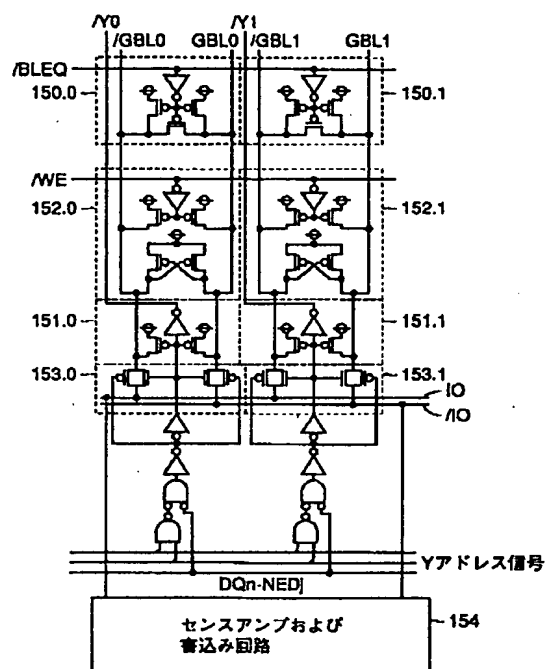 /Y0 /Y1
/GBL0 GBL0 /GBL1 GBL1
/BLEQ
150.0 150.1
/WE
152.0 152.1
151.0 151.1
153.0 153.1
IO
/IO
Yアドレス信号
DQn-NEDj
センスアンプおよび
書込み回路
154